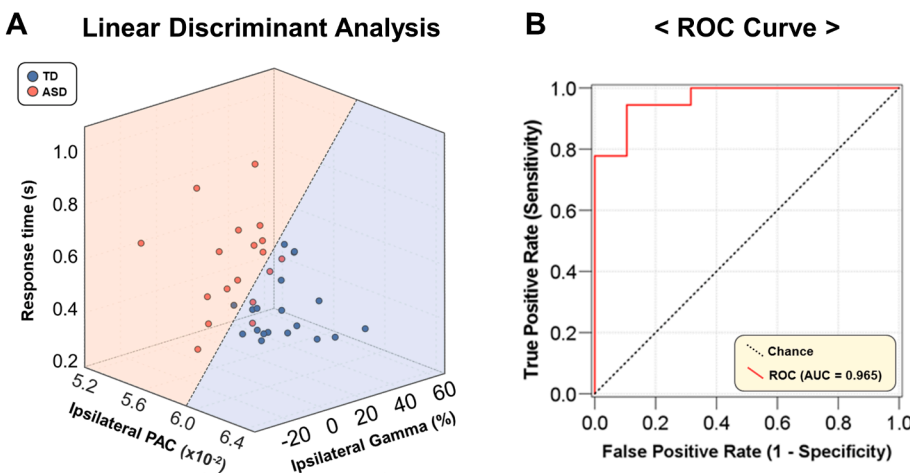 A
Linear Discriminant Analysis
TD
ASD
Response time (s)
1.0
0.8
0.6
0.4
0.2
5.2
5.6
6.0
6.4
Ipsilateral PAC (x10⁻²)
-20
0
20
40
60
Ipsilateral Gamma (%)
B
< ROC Curve >
True Positive Rate (Sensitivity)
1.0
0.8
0.6
0.4
0.2
0.0
Chance
ROC (AUC = 0.965)
0.0 0.2 0.4 0.6 0.8 1.0
False Positive Rate (1 - Specificity)